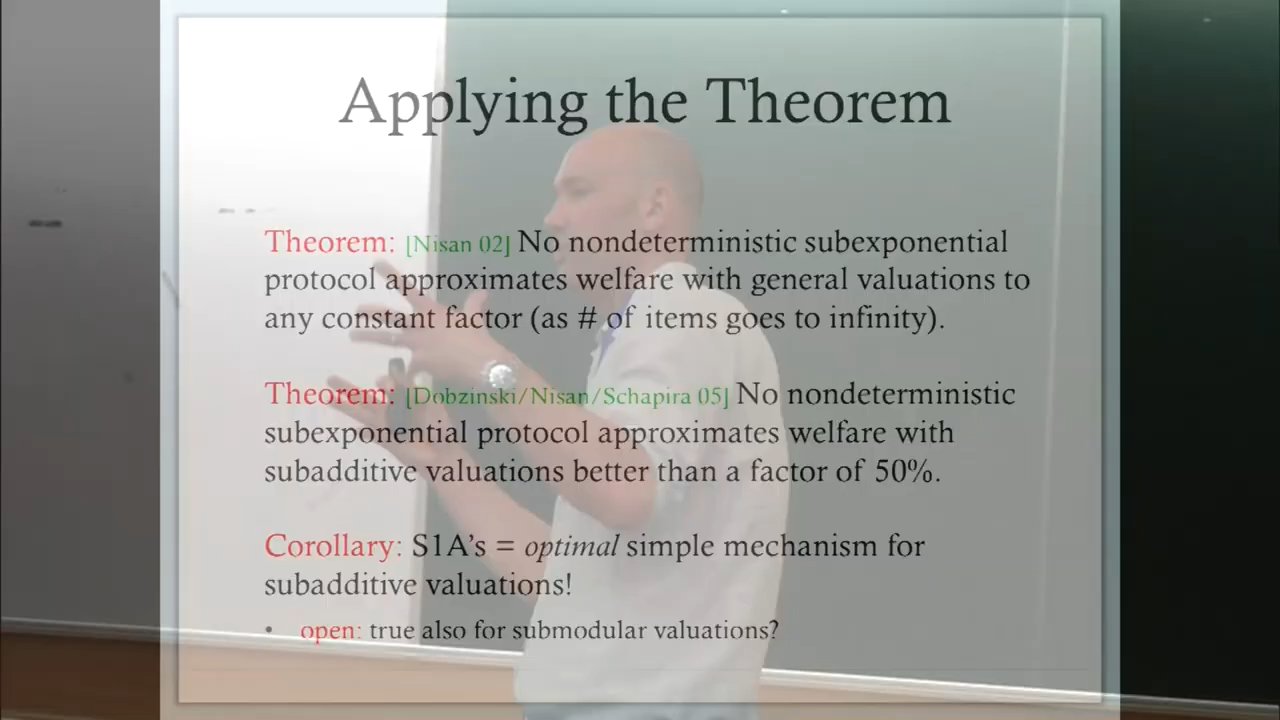 Applying the Theorem
Theorem: [Nisan 02] No nondeterministic subexponential
protocol approximates welfare with general valuations to
any constant factor (as # of items goes to infinity).
Theorem: [Dobzinski/Nisan/Schapira 05] No nondeterministic
subexponential protocol approximates welfare with
subadditive valuations better than a factor of 50%.
Corollary: S1A's = optimal simple mechanism for
subadditive valuations!
• open: true also for submodular valuations?